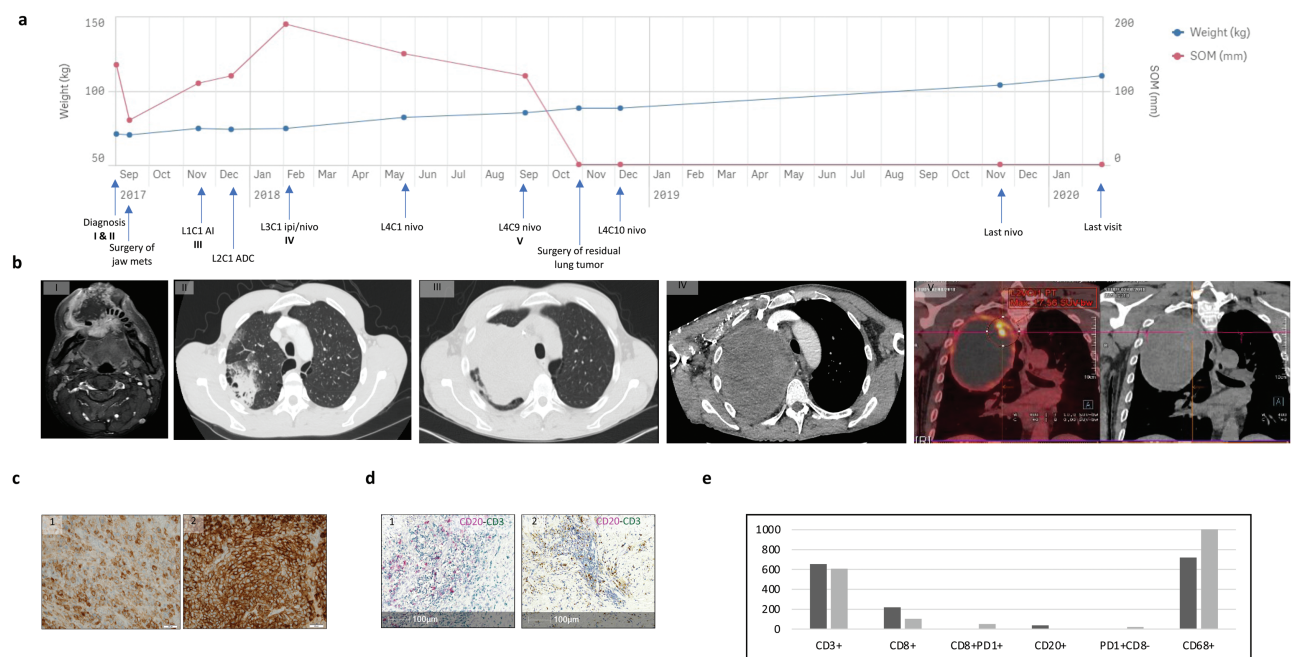 a
150
100
50
Weight (kg)
200
100
0
SOM (mm)
Weight (kg)
SOM (mm)
Sep Oct Nov Dec Jan Feb Mar Apr May Jun Jul Aug Sep Oct Nov Dec Jan Feb Mar Apr May Jun Jul Aug Sep Oct Nov Dec Jan
2017 2018 2019 2020
Diagnosis
I & II
Surgery of
jaw mets
L1C1 AI
III
L2C1 ADC
L3C1 ipi/nivo
IV
L4C1 nivo
L4C9 nivo
V
Surgery of residual
lung tumor
L4C10 nivo
Last nivo
Last visit
b
I
II
III
IV
V
[R]
[A]
c
1
2
d
1
CD20-CD3
100μm
2
CD20-CD3
100μm
e
1000
800
600
400
200
0
CD3+ CD8+ CD8+PD1+ CD20+ PD1+CD8- CD68+